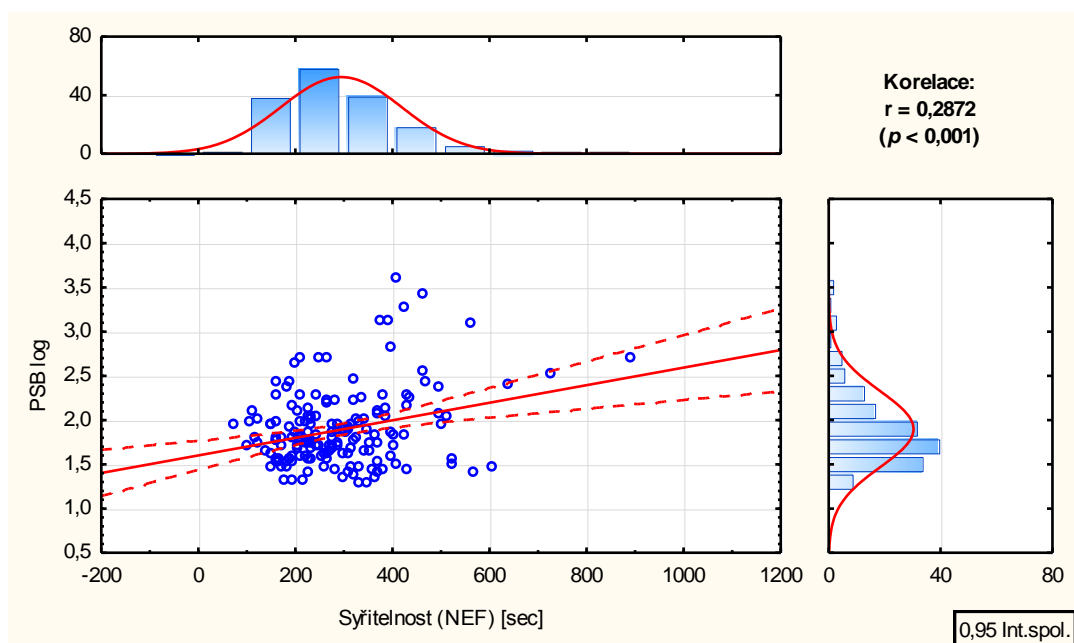 80
40
0
Korelace:
r = 0,2872
(p < 0,001)
4,5
4,0
3,5
3,0
2,5
2,0
1,5
1,0
0,5
PSB log
-200 0 200 400 600 800 1000 1200
Syřitelnost (NEF) [sec]
0 40 80
0,95 Int.spol.